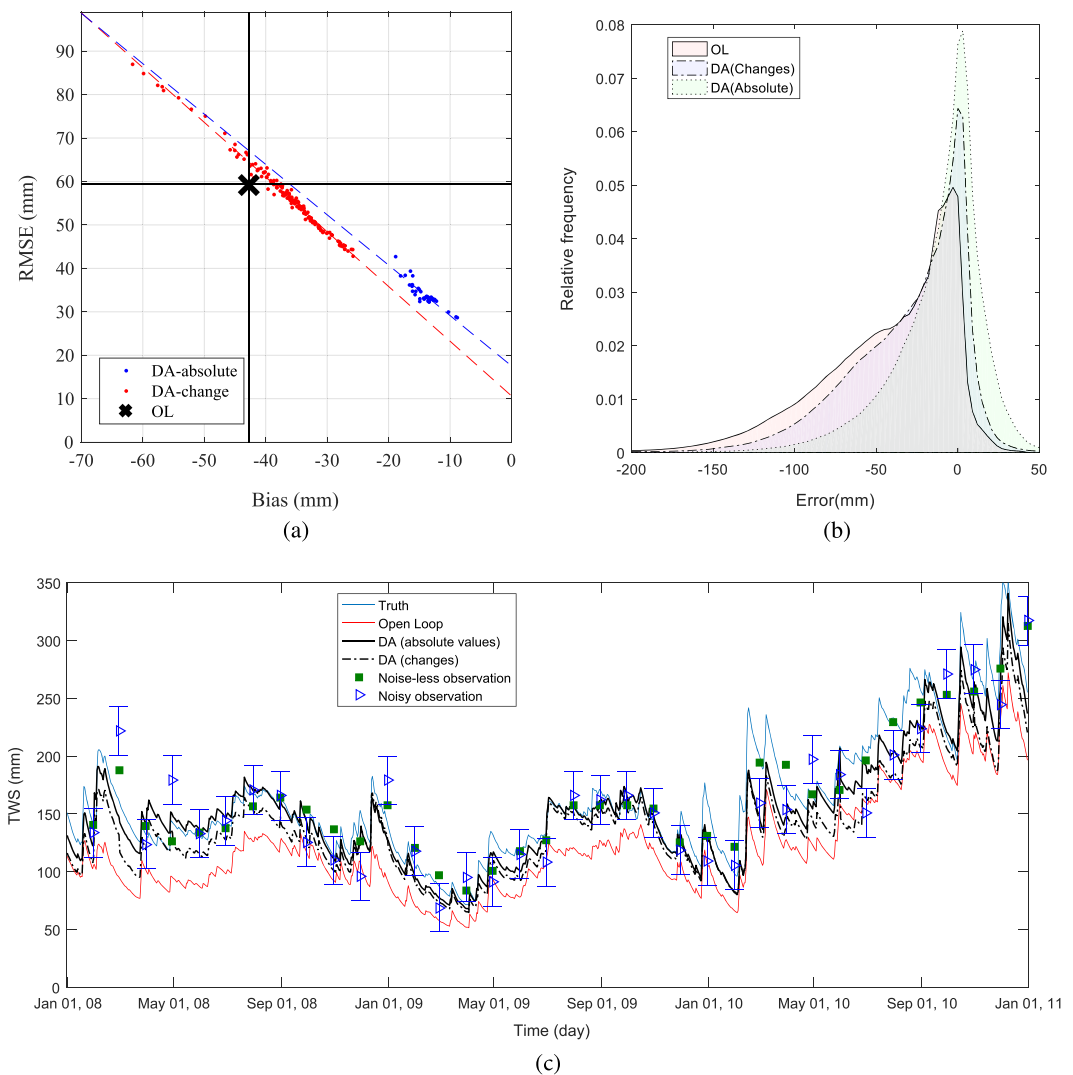 90
80
70
60
50
40
30
20
10
0
RMSE (mm)
DA-absolute
DA-change
OL
-70
-60
-50
-40
-30
-20
-10
0
Bias (mm)
(a)
0.08
0.07
0.06
0.05
0.04
0.03
0.02
0.01
0
Relative frequency
OL
DA(Changes)
DA(Absolute)
-200
-150
-100
-50
0
50
Error(mm)
(b)
350
300
250
200
150
100
50
0
TWS (mm)
Truth
Open Loop
DA (absolute values)
DA (changes)
Noise-less observation
Noisy observation
Jan 01, 08
May 01, 08
Sep 01, 08
Jan 01, 09
May 01, 09
Sep 01, 09
Jan 01, 10
May 01, 10
Sep 01, 10
Jan 01, 11
Time (day)
(c)